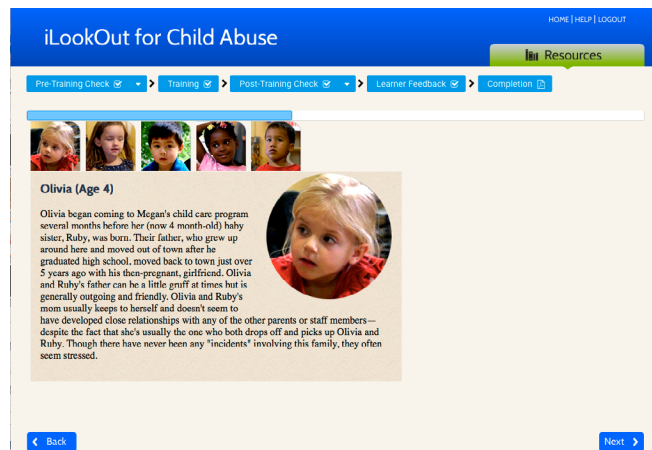 HOME | HELP | LOGOUT
iLookOut for Child Abuse
Resources
Pre-Training Check
Training
Post-Training Check
Learner Feedback
Completion
Olivia (Age 4)
Olivia began coming to Megan's child care program
several months before her (now 4 month-old) baby
sister, Ruby, was born. Their father, who grew up
around here and moved out of town after he
graduated high school, moved back to town just over
5 years ago with his then-pregnant, girlfriend. Olivia
and Ruby's father can be a little gruff at times but is
generally outgoing and friendly. Olivia and Ruby's
mom usually keeps to herself and doesn't seem to
have developed close relationships with any of the other parents or staff members—
despite the fact that she's usually the one who both drops off and picks up Olivia and
Ruby. Though there have never been any "incidents" involving this family, they often
seem stressed.
Back
Next